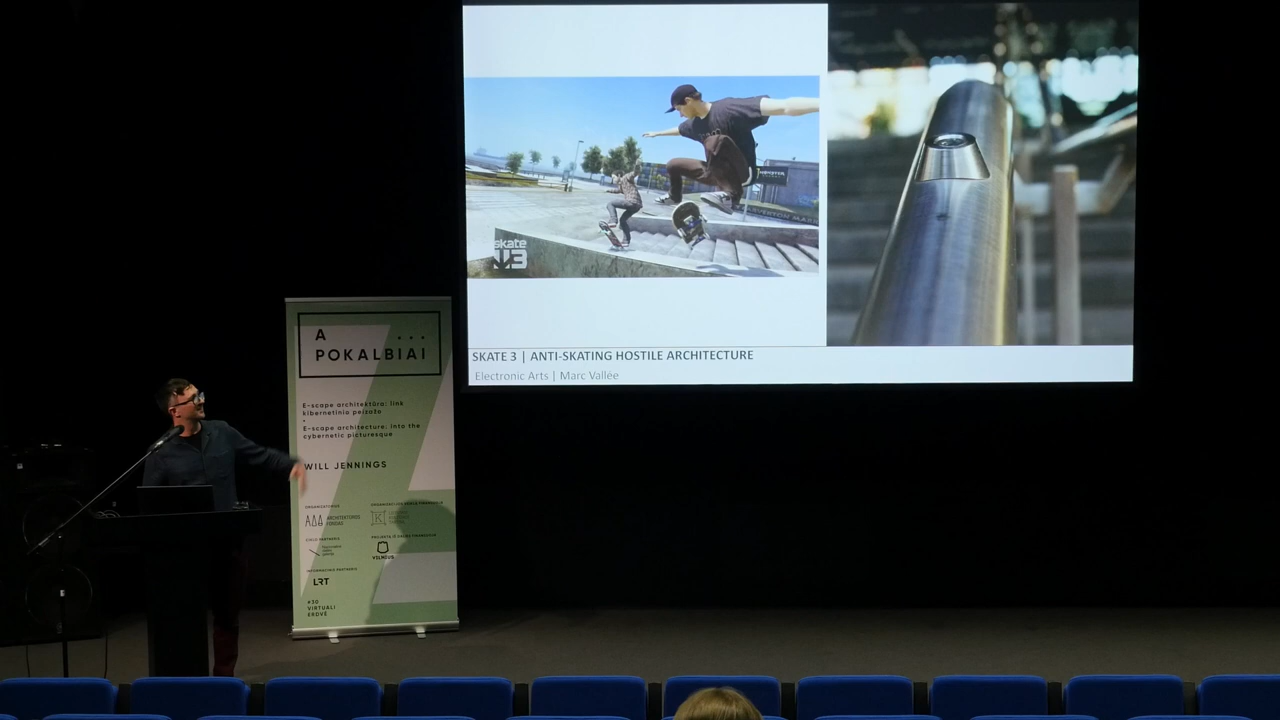 skate
3
SKATE 3 | ANTI-SKATING HOSTILE ARCHITECTURE
Electronic Arts | Marc Vallée
A ...
POKALBIAI
E-scape architektūra: link
kibernetinio peizažo
E-scape architecture: into the
cybernetic picturesque
WILL JENNINGS
ARCHITEKTŪROS
FONDAS
VILNIUS
LRT
#30
VIRTUALI
ERDVĖ